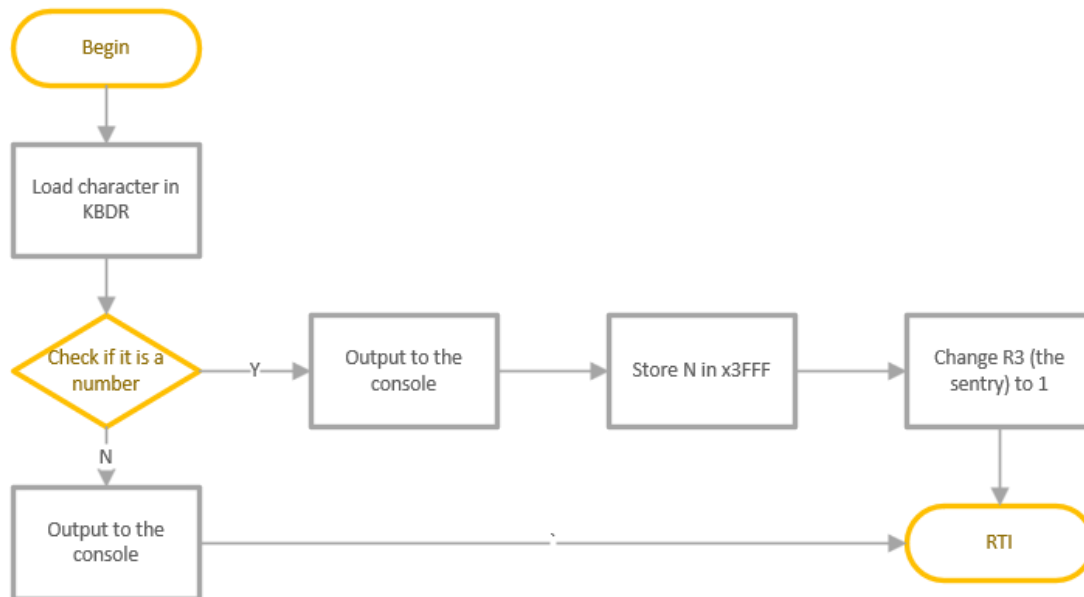 Begin
Load character in
KBDR
Check if it is a
number
Y
Output to the
console
Store N in x3FFF
Change R3 (the
sentry) to 1
N
Output to the
console
`
RTI